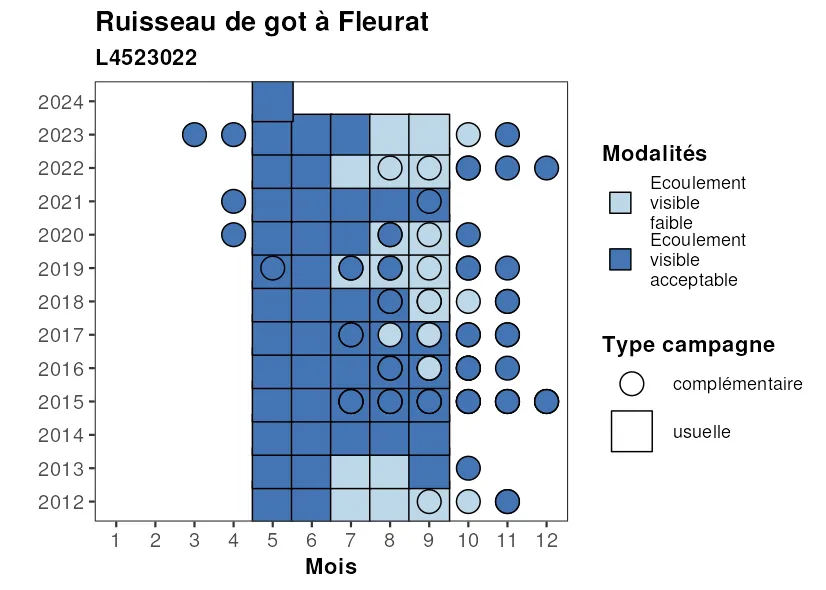 Ruisseau de got à Fleurat
L4523022
2024
2023
2022
2021
2020
2019
2018
2017
2016
2015
2014
2013
2012
1 2 3 4 5 6 7 8 9 10 11 12
Mois
Modalités
Ecoulement
visible
faible
Ecoulement
visible
acceptable
Type campagne
complémentaire
usuelle